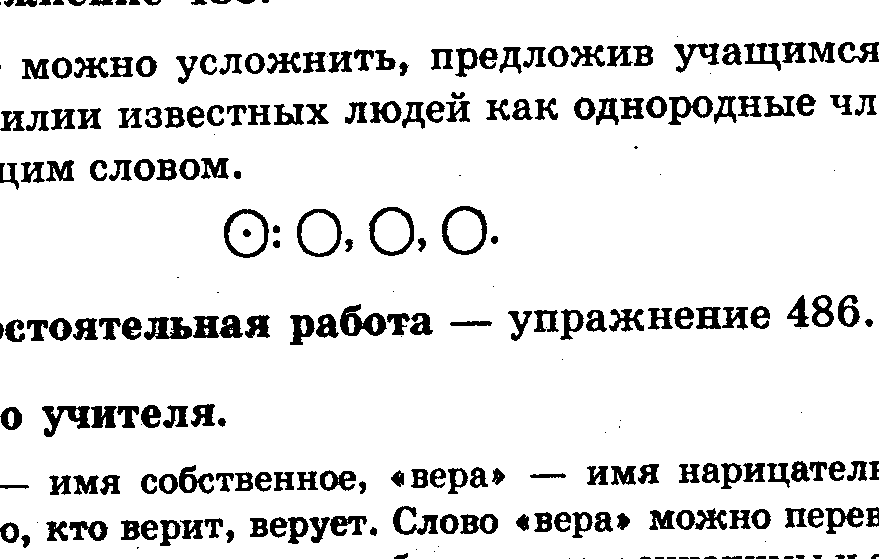 можно усложнить, предложив учащимся
илии известных людей как однородные чл
щим словом.
⨀: ◯, ◯, ◯.
остоятельная работа — упражнение 486.
о учителя.
— имя собственное, «вера» — имя нарицательн
о, кто верит, верует. Слово «вера» можно перев